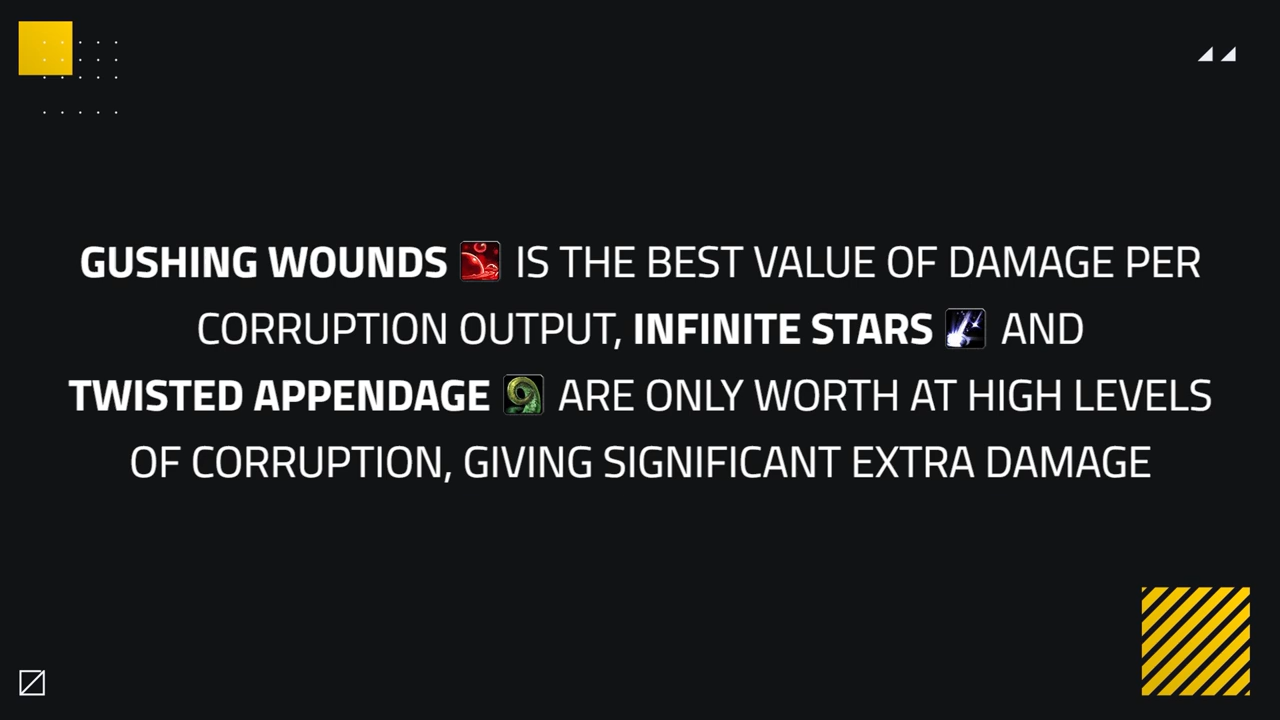 GUSHING WOUNDS IS THE BEST VALUE OF DAMAGE PER
CORRUPTION OUTPUT, INFINITE STARS AND
TWISTED APPENDAGE ARE ONLY WORTH AT HIGH LEVELS
OF CORRUPTION, GIVING SIGNIFICANT EXTRA DAMAGE